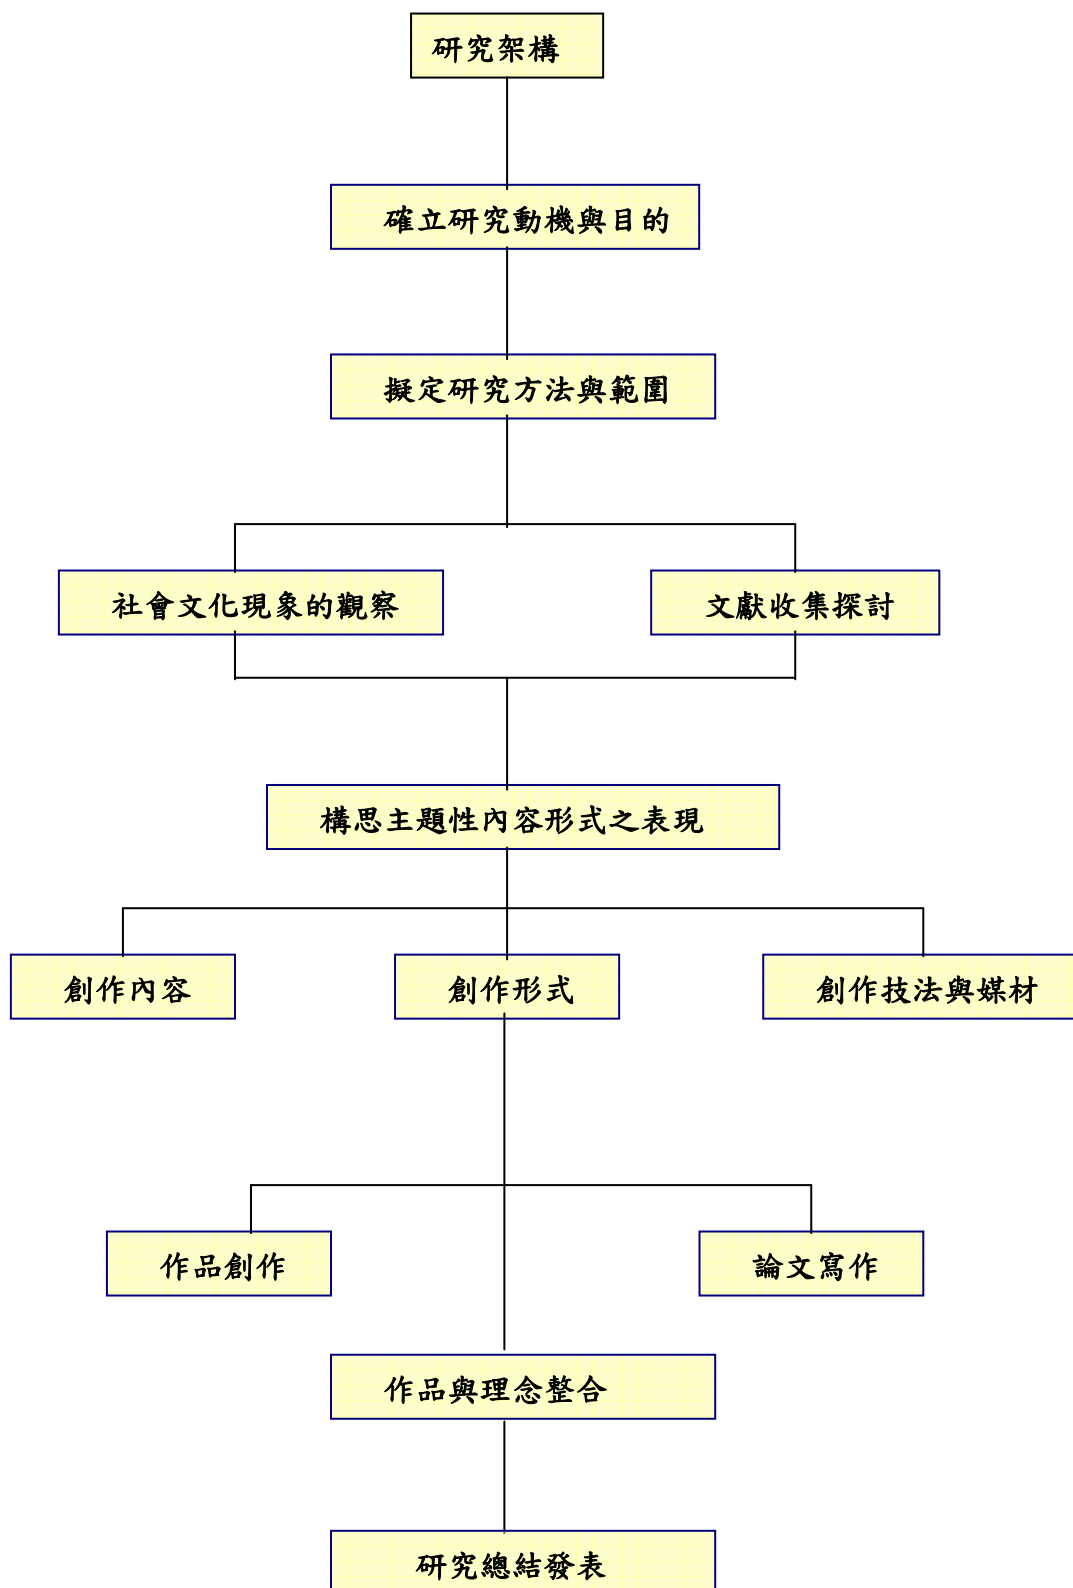 研究架構
確立研究動機與目的
擬定研究方法與範圍
社會文化現象的觀察
文獻收集探討
構思主題性內容形式之表現
創作內容
創作形式
創作技法與媒材
作品創作
論文寫作
作品與理念整合
研究總結發表